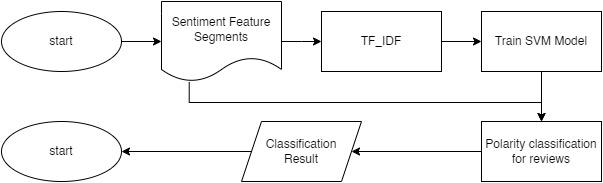 start
Sentiment Feature
Segments
TF_IDF
Train SVM Model
start
Classification
Result
Polarity classification
for reviews